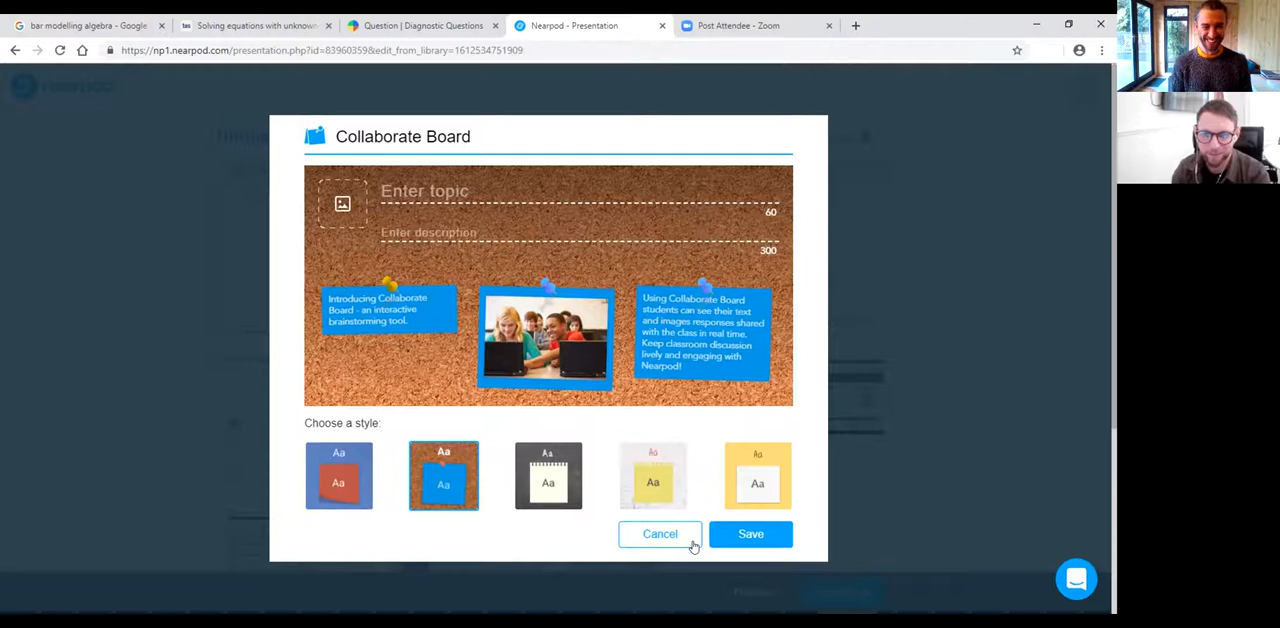 bar modelling algebra - Google
Solving equations with unknown
Question | Diagnostic Questions
Nearpod - Presentation
Post Attendee - Zoom
https://np1.nearpod.com/presentation.php?id=83960359&edit_from_library=1612534751909
Collaborate Board
Enter topic
60
Enter description
300
Introducing Collaborate
Board - an interactive
brainstorming tool.
Using Collaborate Board
students can see their text
and images responses shared
with the class in real time.
Keep classroom discussion
lively and engaging with
Nearpod!
Choose a style:
Aa
Aa
Aa
Aa
Aa
Aa
Aa
Aa
Aa
Aa
Cancel
Save